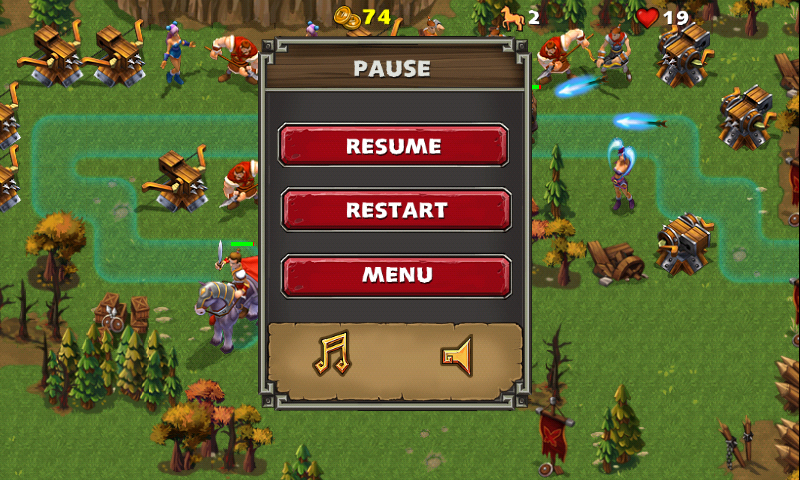 74 2 19
PAUSE
RESUME
RESTART
MENU